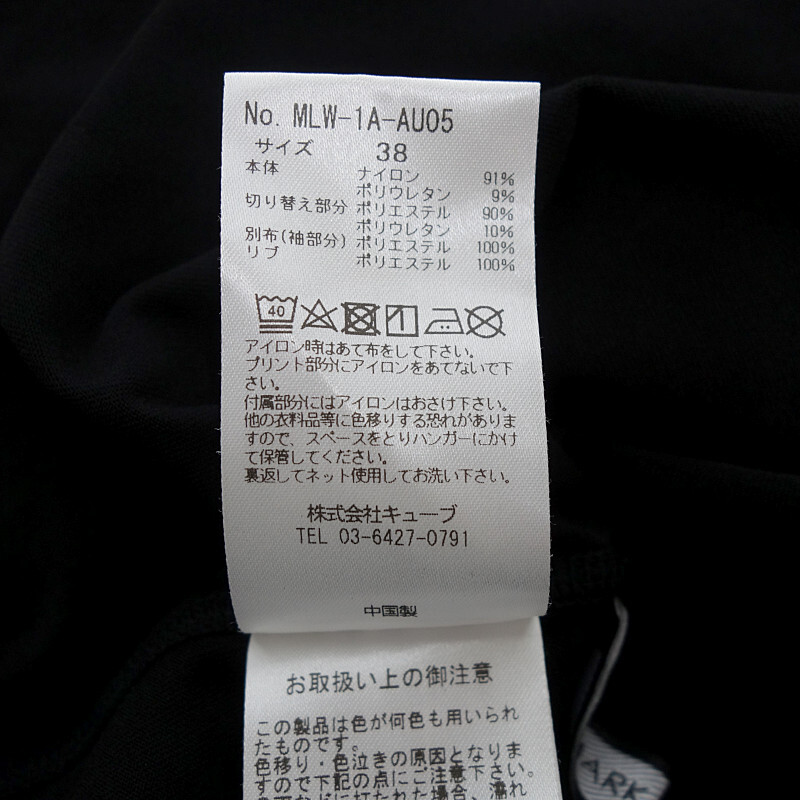 No. MLW-1A-AU05
サイズ 38
本体 ナイロン 91%
ポリウレタン 9%
切り替え部分 ポリエステル 90%
ポリウレタン 10%
別布(袖部分) ポリエステル 100%
リブ ポリエステル 100%
40
アイロン時はあて布をして下さい。
プリント部分にアイロンをあてないで下
さい。
付属部分にはアイロンはおさけ下さい。
他の衣料品等に色移りする恐れがありま
すので、スペースをとりハンガーにかけ
て保管してください。
裏返してネット使用してお洗い下さい。
株式会社キューブ
TEL 03-6427-0791
中国製
お取扱い上の御注意
この製品は色が何色も用いられ
たものです。
色移り・色泣きの原因となりま
すので下記の点にご注意下さい。
ARK